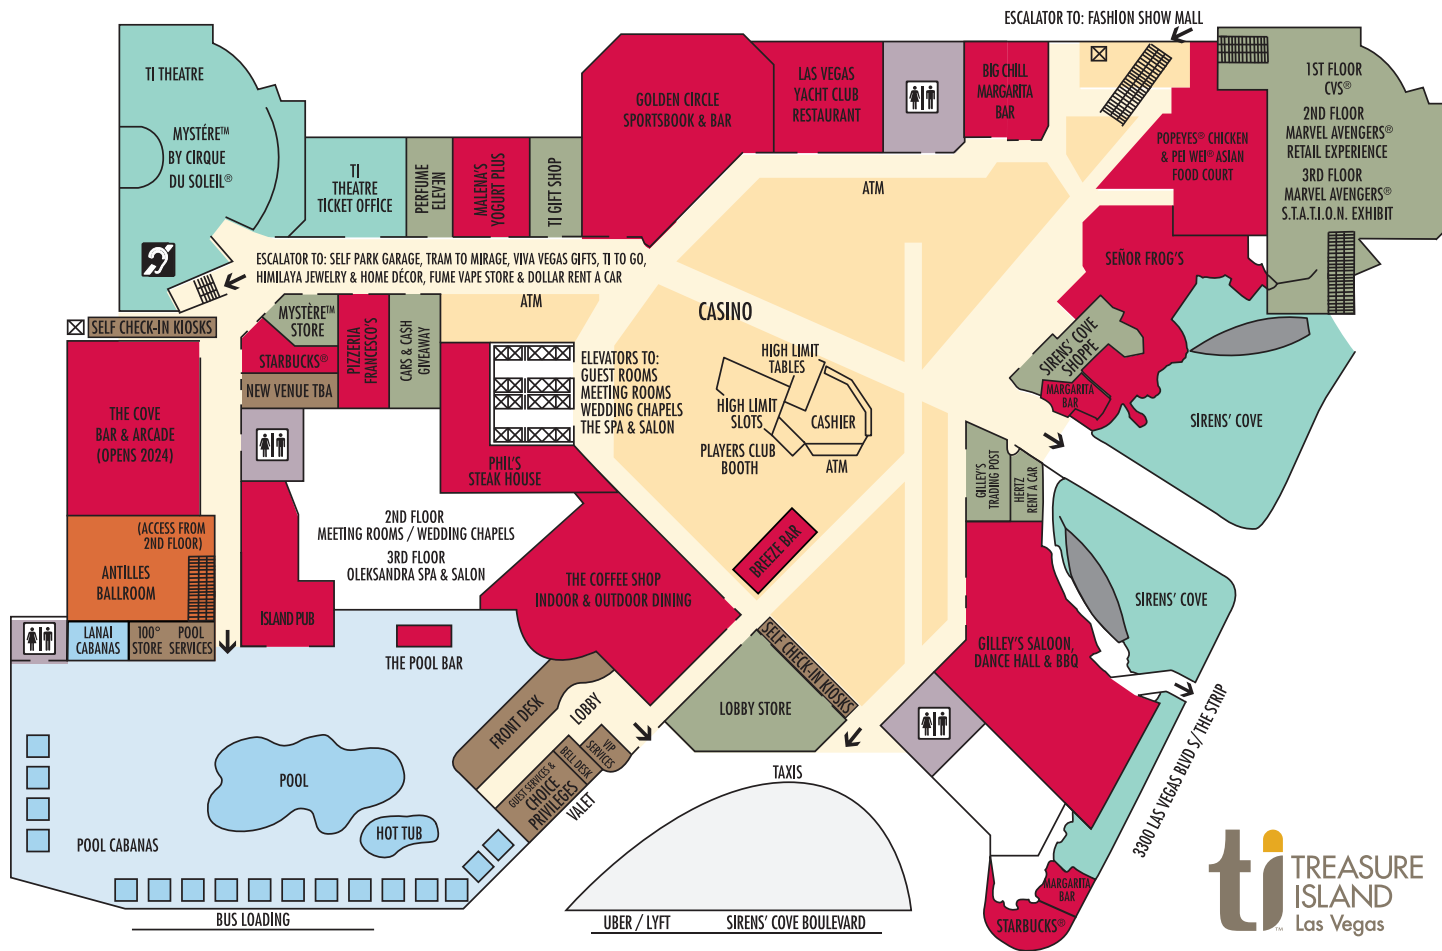 ESCALATOR TO: FASHION SHOW MALL
TI THEATRE
MYSTÉRE™
BY CIRQUE
DU SOLEIL®
TI
THEATRE
TICKET OFFICE
PERFUME
ELEVEN
MALENA'S
YOGURT PLUS
TI GIFT SHOP
GOLDEN CIRCLE
SPORTSBOOK & BAR
LAS VEGAS
YACHT CLUB
RESTAURANT
BIG CHILL
MARGARITA
BAR
POPEYES® CHICKEN
& PEI WEI® ASIAN
FOOD COURT
1ST FLOOR
CVS®
2ND FLOOR
MARVEL AVENGERS®
RETAIL EXPERIENCE
3RD FLOOR
MARVEL AVENGERS®
S.T.A.T.I.O.N. EXHIBIT
ATM
ESCALATOR TO: SELF PARK GARAGE, TRAM TO MIRAGE, VIVA VEGAS GIFTS, TI TO GO,
HIMILAYA JEWELRY & HOME DÉCOR, FUME VAPE STORE & DOLLAR RENT A CAR
ATM
SEÑOR FROG'S
SELF CHECK-IN KIOSKS
MYSTÈRE™
STORE
STARBUCKS®
NEW VENUE TBA
PIZZERIA
FRANCESCO'S
CARS & CASH
GIVEAWAY
CASINO
ELEVATORS TO:
GUEST ROOMS
MEETING ROOMS
WEDDING CHAPELS
THE SPA & SALON
HIGH LIMIT
TABLES
HIGH LIMIT
SLOTS
CASHIER
PLAYERS CLUB
BOOTH
ATM
SIRENS' COVE
SHOPPE
MARGARITA
BAR
SIRENS' COVE
THE COVE
BAR & ARCADE
(OPENS 2024)
PHIL'S
STEAK HOUSE
GILLEY'S
TRADING POST
HERTZ
RENT A CAR
2ND FLOOR
MEETING ROOMS / WEDDING CHAPELS
3RD FLOOR
OLEKSANDRA SPA & SALON
(ACCESS FROM
2ND FLOOR)
ANTILLES
BALLROOM
BREEZE BAR
THE COFFEE SHOP
INDOOR & OUTDOOR DINING
SIRENS' COVE
ISLAND PUB
LANAI
CABANAS
100°
STORE
POOL
SERVICES
THE POOL BAR
SELF CHECK-IN KIOSKS
GILLEY'S SALOON,
DANCE HALL & BBQ
FRONT DESK
LOBBY
LOBBY STORE
VIP
SERVICES
BELL DESK
GUEST SERVICES &
CHOICE
PRIVILEGES
VALET
TAXIS
3300 LAS VEGAS BLVD S/THE STRIP
POOL
HOT TUB
POOL CABANAS
BUS LOADING
UBER / LYFT
SIRENS' COVE BOULEVARD
MARGARITA
BAR
STARBUCKS®
ti™
TREASURE
ISLAND
Las Vegas